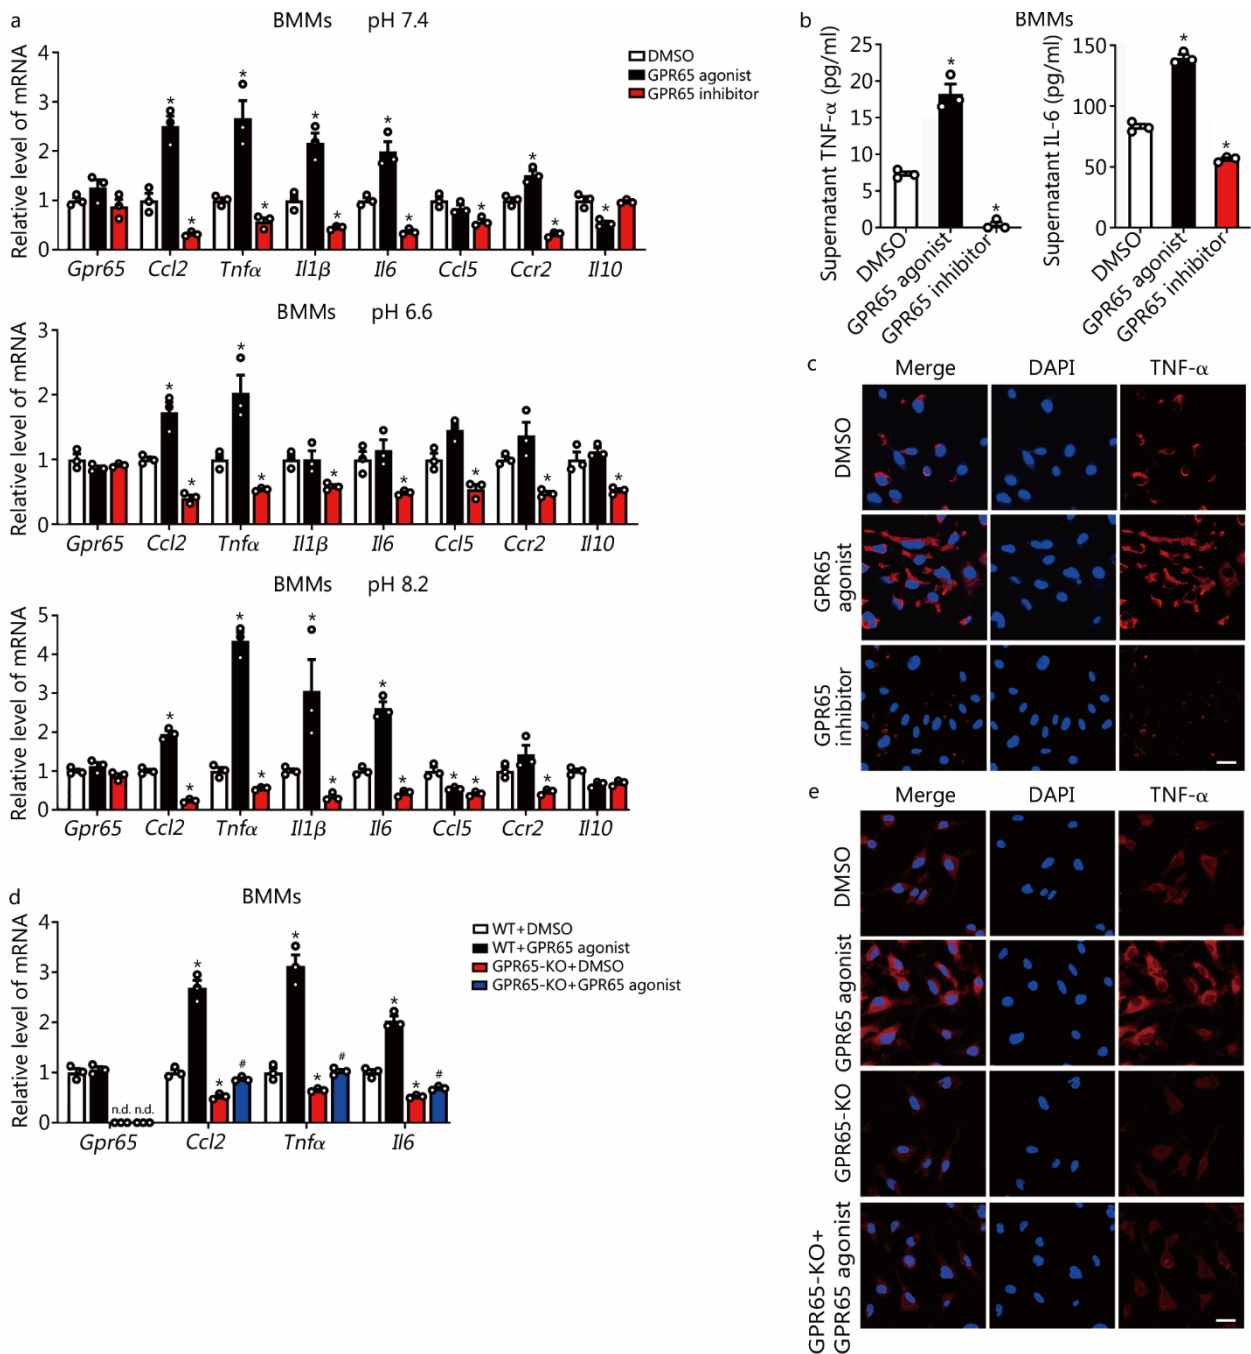 a
BMMs pH 7.4
Relative level of mRNA
4
3
2
1
0
DMSO
GPR65 agonist
GPR65 inhibitor
* * * * * * * * * * * *
Gpr65 Ccl2 Tnfα Il1β Il6 Ccl5 Ccr2 Il10
BMMs pH 6.6
Relative level of mRNA
3
2
1
0
* * * * * * * * *
Gpr65 Ccl2 Tnfα Il1β Il6 Ccl5 Ccr2 Il10
BMMs pH 8.2
Relative level of mRNA
5
4
3
2
1
0
* * * * * * * * * * *
Gpr65 Ccl2 Tnfα Il1β Il6 Ccl5 Ccr2 Il10
d
BMMs
Relative level of mRNA
4
3
2
1
0
WT+DMSO
WT+GPR65 agonist
GPR65-KO+DMSO
GPR65-KO+GPR65 agonist
n.d. n.d.
* * # * * # * * #
Gpr65 Ccl2 Tnfα Il6
b
BMMs
Supernatant TNF-α (pg/ml)
25
20
15
10
5
0
* *
DMSO
GPR65 agonist
GPR65 inhibitor
Supernatant IL-6 (pg/ml)
150
100
50
0
* *
DMSO
GPR65 agonist
GPR65 inhibitor
c
Merge DAPI TNF-α
DMSO
GPR65
agonist
GPR65
inhibitor
e
Merge DAPI TNF-α
DMSO
GPR65 agonist
GPR65-KO
GPR65-KO+
GPR65 agonist